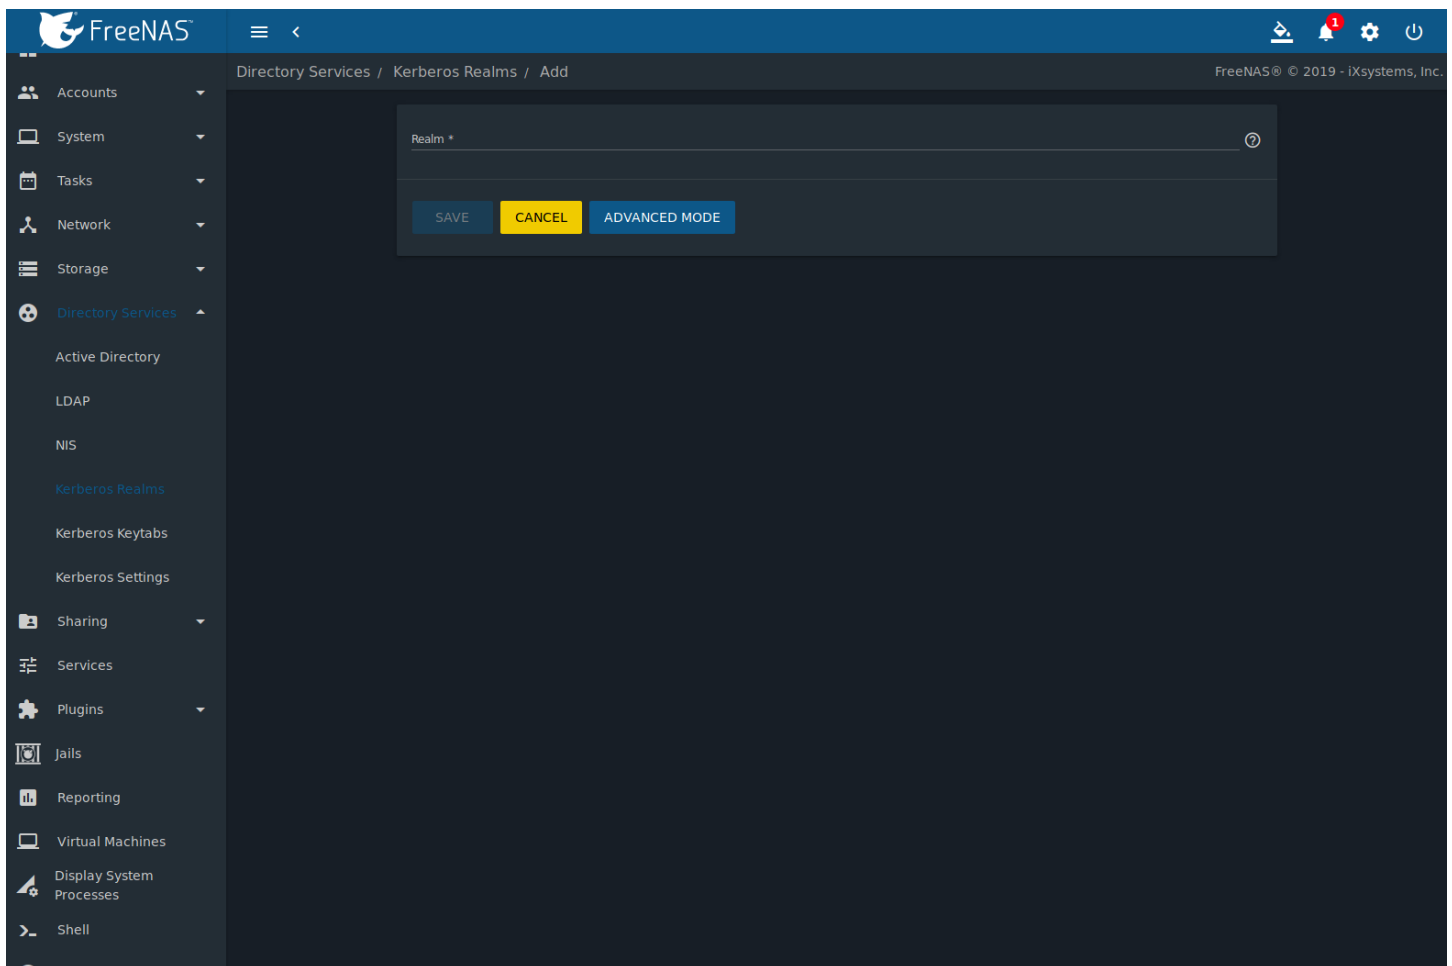 FreeNAS™
1
Directory Services / Kerberos Realms / Add
FreeNAS® © 2019 - iXsystems, Inc.
Accounts
System
Tasks
Network
Storage
Directory Services
Active Directory
LDAP
NIS
Kerberos Realms
Kerberos Keytabs
Kerberos Settings
Sharing
Services
Plugins
Jails
Reporting
Virtual Machines
Display System
Processes
Shell
Realm *
SAVE
CANCEL
ADVANCED MODE